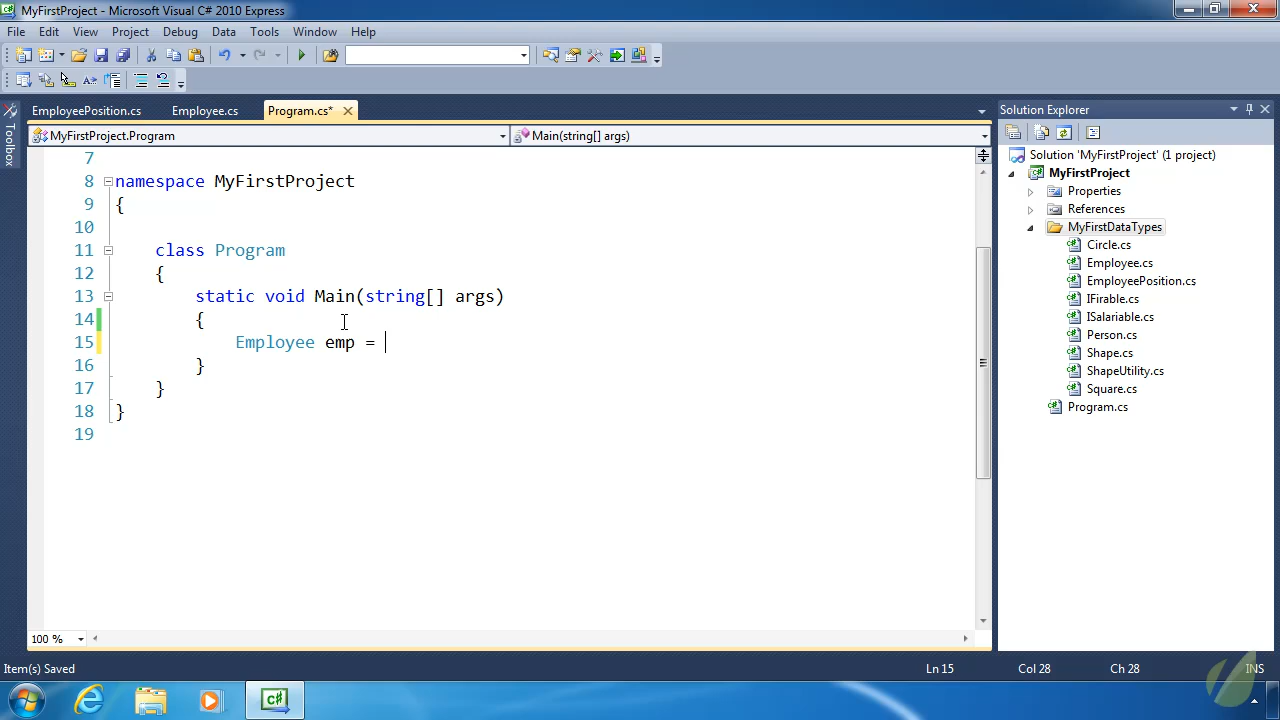 MyFirstProject - Microsoft Visual C# 2010 Express
File Edit View Project Debug Data Tools Window Help
EmployeePosition.cs Employee.cs Program.cs*
Solution Explorer
Toolbox
MyFirstProject.Program
Main(string[] args)
Solution 'MyFirstProject' (1 project)
MyFirstProject
Properties
References
MyFirstDataTypes
Circle.cs
Employee.cs
EmployeePosition.cs
IFirable.cs
ISalariable.cs
Person.cs
Shape.cs
ShapeUtility.cs
Square.cs
Program.cs
7
8 namespace MyFirstProject
9 {
10
11 class Program
12 {
13 static void Main(string[] args)
14 {
15 Employee emp =
16 }
17 }
18 }
19
100 %
Item(s) Saved
Ln 15 Col 28 Ch 28 INS
C#